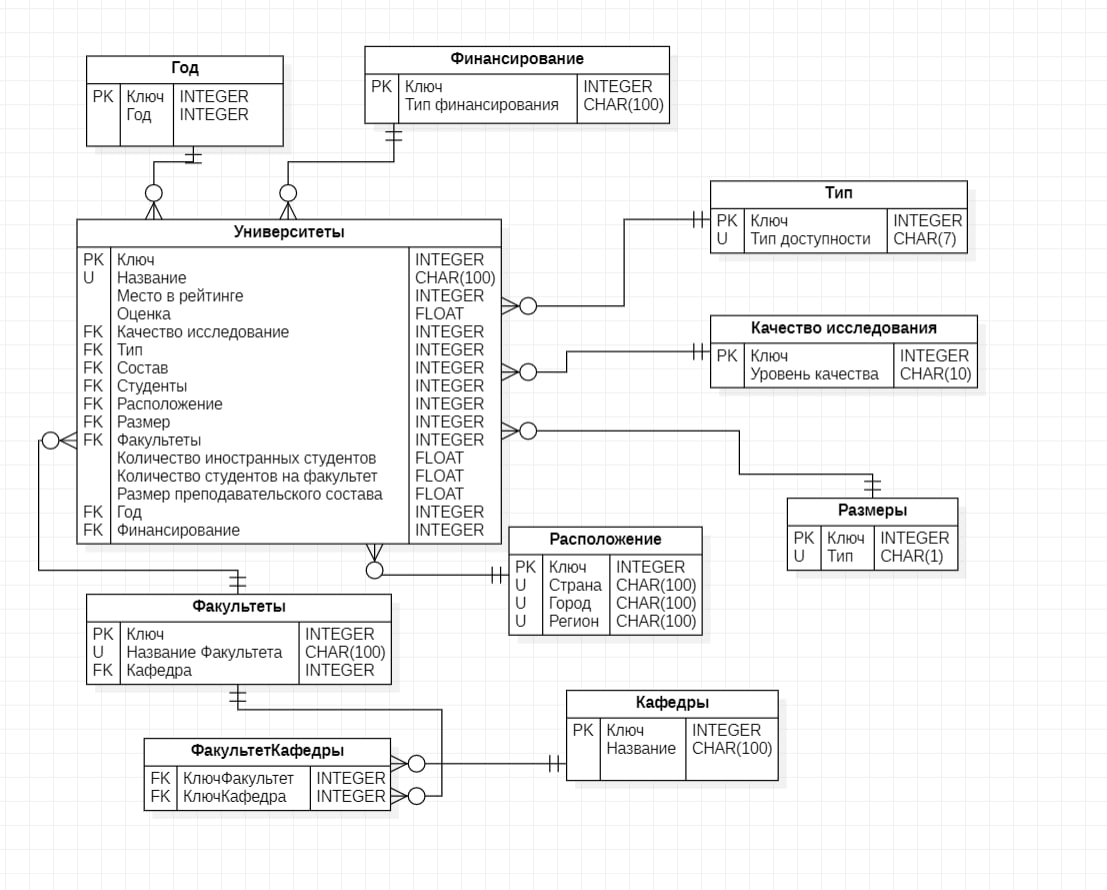 Год
PK Ключ INTEGER
Год INTEGER
Финансирование
PK Ключ INTEGER
Тип финансирования CHAR(100)
Тип
PK Ключ INTEGER
U Тип доступности CHAR(7)
Университеты
PK Ключ INTEGER
U Название CHAR(100)
Место в рейтинге INTEGER
Оценка FLOAT
FK Качество исследование INTEGER
FK Тип INTEGER
FK Состав INTEGER
FK Студенты INTEGER
FK Расположение INTEGER
FK Размер INTEGER
FK Факультеты INTEGER
Количество иностранных студентов FLOAT
Количество студентов на факультет FLOAT
Размер преподавательского состава FLOAT
FK Год INTEGER
FK Финансирование INTEGER
Качество исследования
PK Ключ INTEGER
Уровень качества CHAR(10)
Размеры
PK Ключ INTEGER
U Тип CHAR(1)
Расположение
PK Ключ INTEGER
U Страна CHAR(100)
U Город CHAR(100)
U Регион CHAR(100)
Факультеты
PK Ключ INTEGER
U Название Факультета CHAR(100)
FK Кафедра INTEGER
Кафедры
PK Ключ INTEGER
Название CHAR(100)
ФакультетКафедры
FK КлючФакультет INTEGER
FK КлючКафедра INTEGER